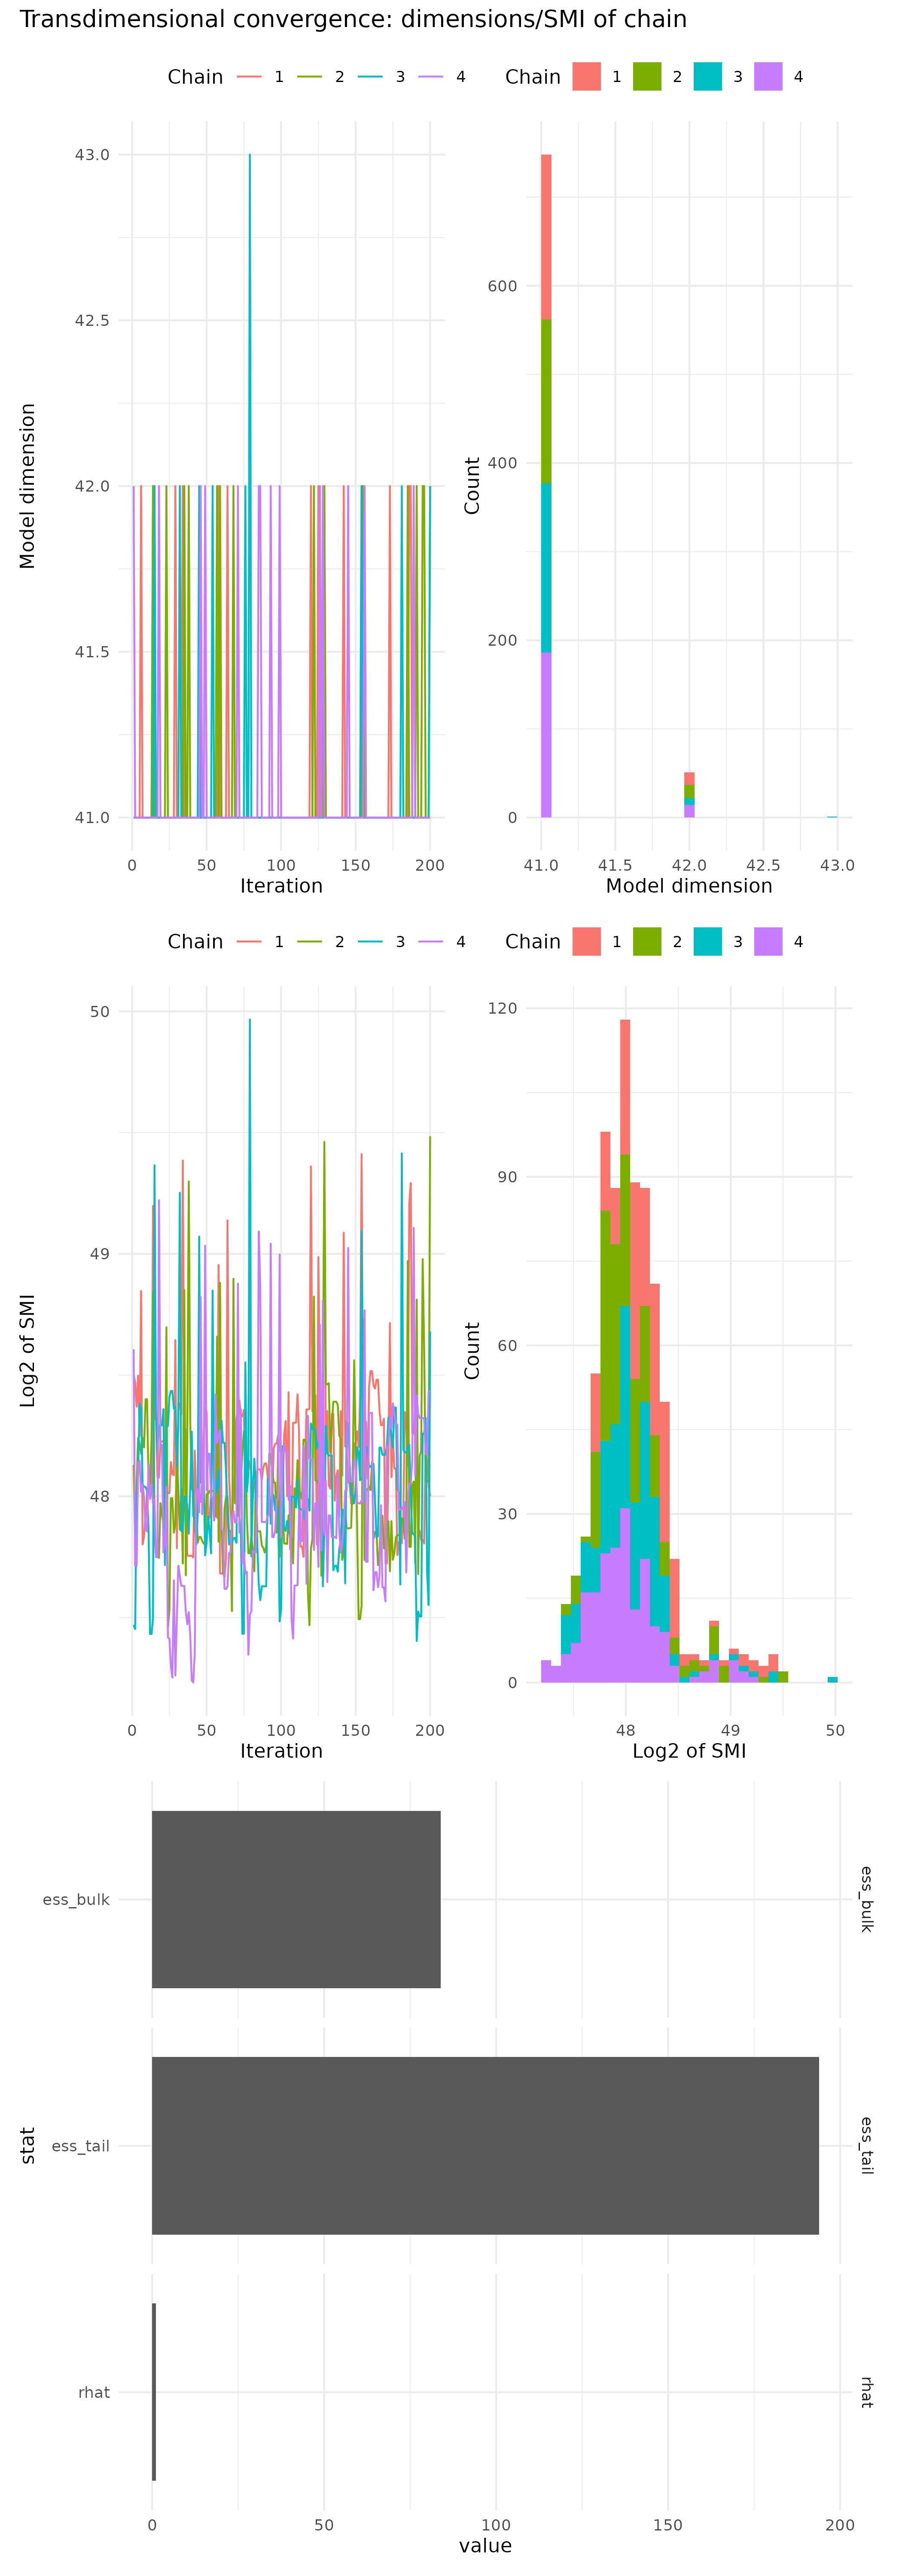 Transdimensional convergence: dimensions/SMI of chain
Chain 1 2 3 4
Chain 1 2 3 4
43.0
42.5
42.0
41.5
41.0
Model dimension
0 50 100 150 200
Iteration
600
400
200
0
Count
41.0 41.5 42.0 42.5 43.0
Model dimension
Chain 1 2 3 4
Chain 1 2 3 4
50
49
48
Log2 of SMI
0 50 100 150 200
Iteration
120
90
60
30
0
Count
48 49 50
Log2 of SMI
ess_bulk
ess_bulk
stat
ess_tail
ess_tail
rhat
rhat
0 50 100 150 200
value